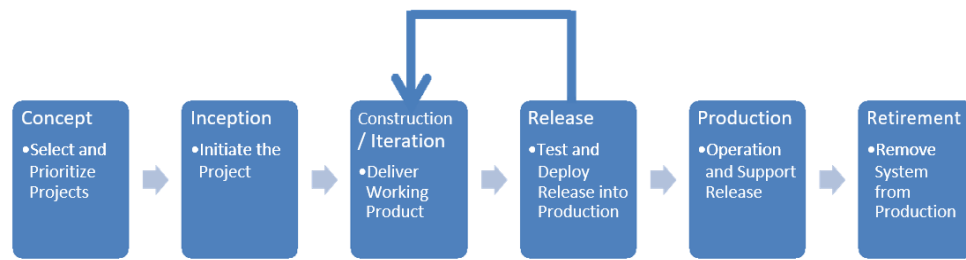 Concept
•Select and
Prioritize
Projects
Inception
•Initiate the
Project
Construction
/ Iteration
•Deliver
Working
Product
Release
•Test and
Deploy
Release into
Production
Production
•Operation
and Support
Release
Retirement
•Remove
System
from
Production